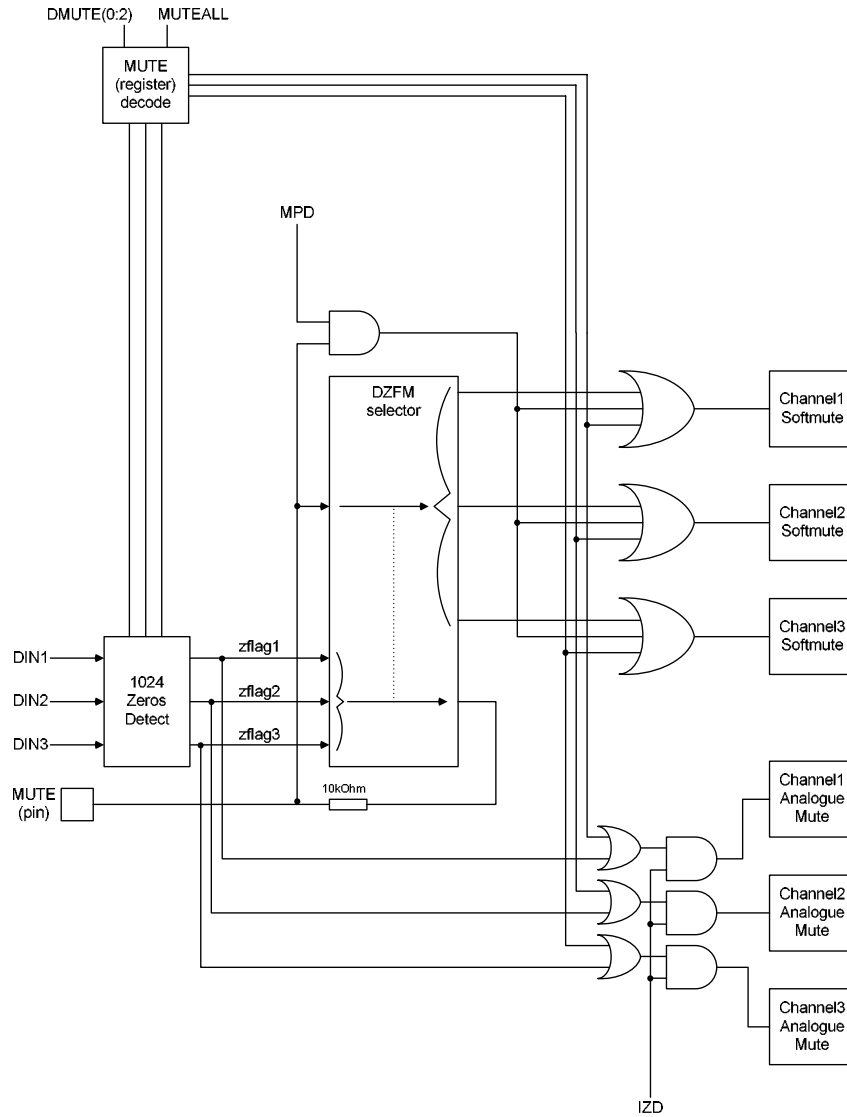 DMUTE(0:2)
MUTEALL
MUTE
(register)
decode
MPD
DZFM
selector
Channel1
Softmute
Channel2
Softmute
Channel3
Softmute
DIN1
DIN2
DIN3
1024
Zeros
Detect
zflag1
zflag2
zflag3
MUTE
(pin)
10kOhm
Channel1
Analogue
Mute
Channel2
Analogue
Mute
Channel3
Analogue
Mute
IZD